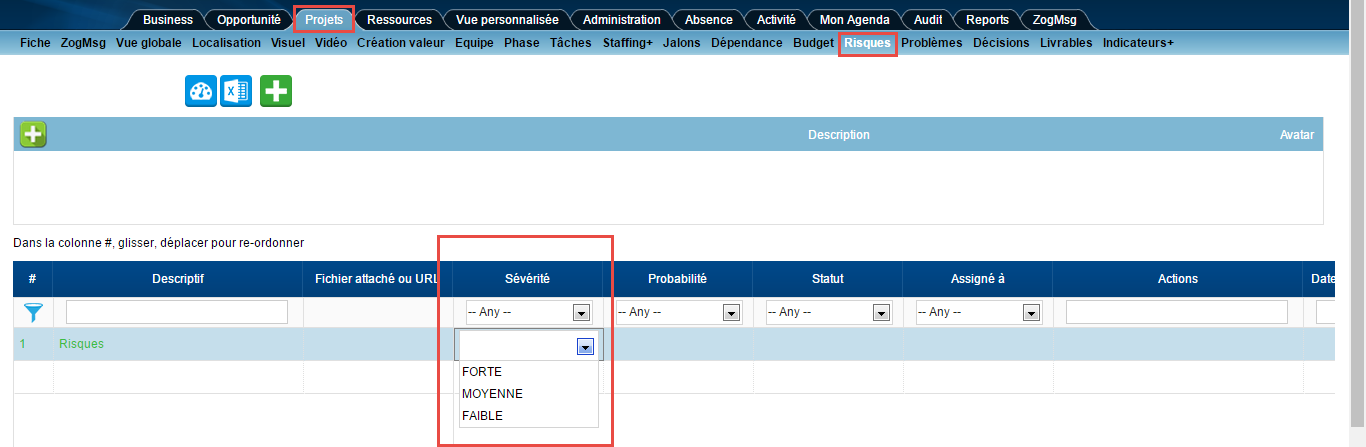 Business Opportunité Projets Ressources Vue personnalisée Administration Absence Activité Mon Agenda Audit Reports ZogMsg
Fiche ZogMsg Vue globale Localisation Visuel Vidéo Création valeur Equipe Phase Tâches Staffing+ Jalons Dépendance Budget Risques Problèmes Décisions Livrables Indicateurs+
Description Avatar
Dans la colonne #, glisser, déplacer pour re-ordonner
# Descriptif Fichier attaché ou URL Sévérité Probabilité Statut Assigné à Actions Date
-- Any -- -- Any -- -- Any -- -- Any --
1 Risques
FORTE
MOYENNE
FAIBLE